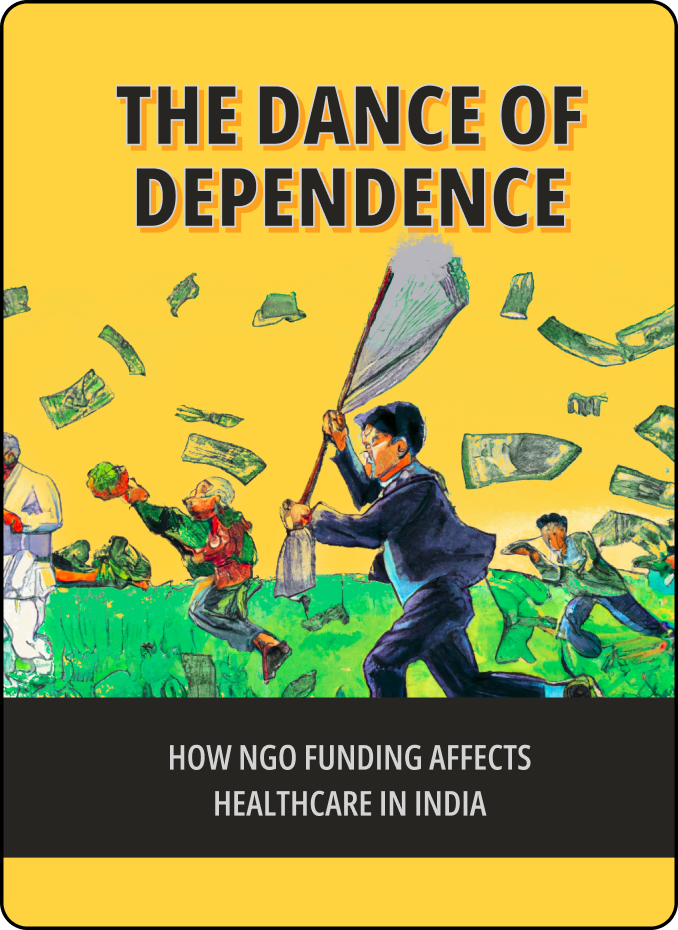 THE DANCE OF
DEPENDENCE
HOW NGO FUNDING AFFECTS
HEALTHCARE IN INDIA